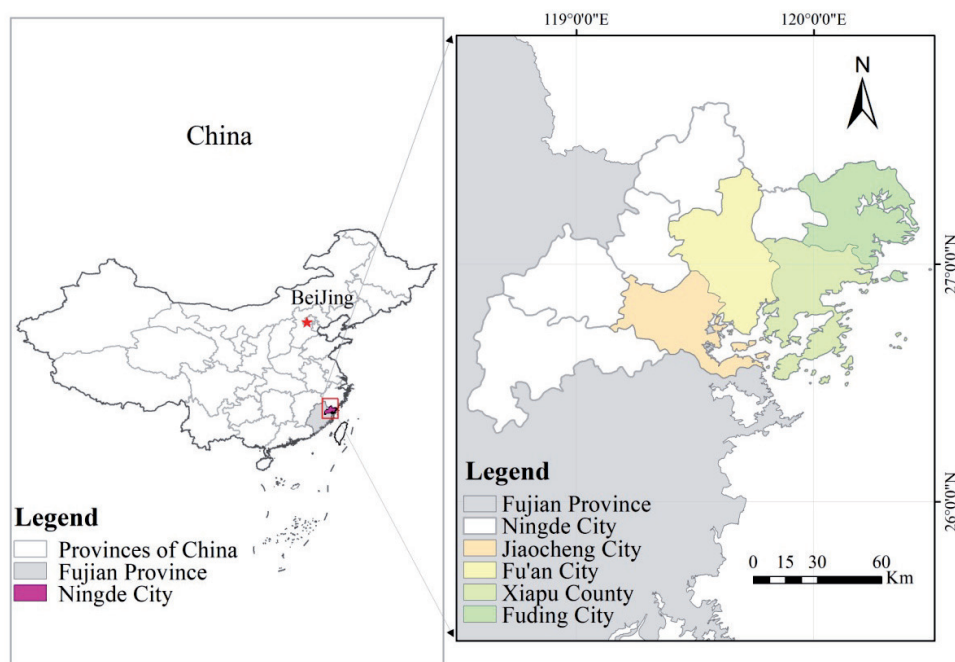 China
BeiJing
Legend
Provinces of China
Fujian Province
Ningde City
119°0'0"E
120°0'0"E
N
27°0'0"N
26°0'0"N
Legend
Fujian Province
Ningde City
Jiaocheng City
Fu'an City
Xiapu County
Fuding City
0 15 30 60
Km